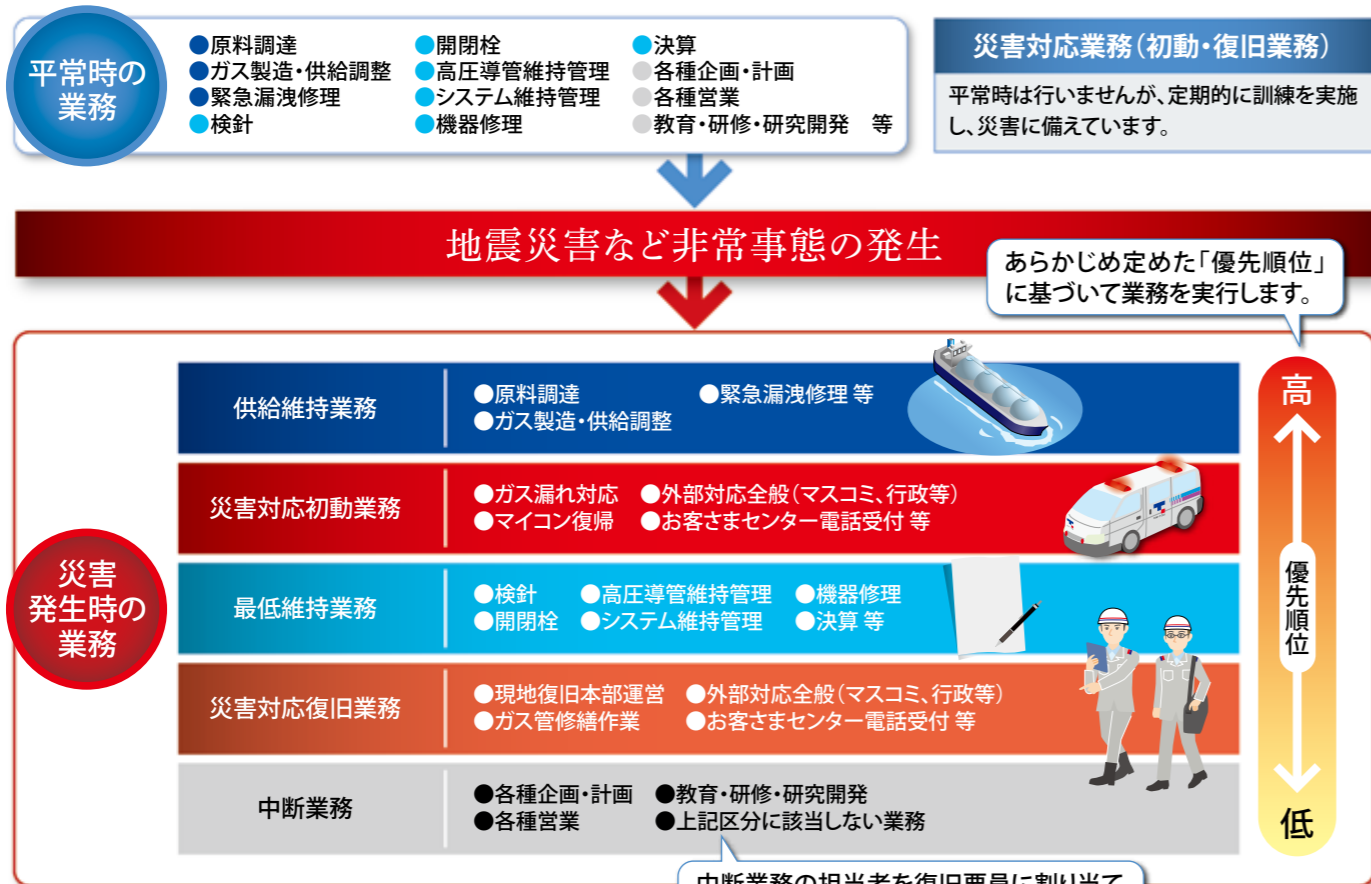 平常時の
業務
●原料調達
●ガス製造・供給調整
●緊急漏洩修理
●検針
●開閉栓
●高圧導管維持管理
●システム維持管理
●機器修理
●決算
●各種企画・計画
●各種営業
●教育・研修・研究開発 等
災害対応業務(初動・復旧業務)
平常時は行いませんが、定期的に訓練を実施
し、災害に備えています。
地震災害など非常事態の発生
あらかじめ定めた「優先順位」
に基づいて業務を実行します。
災害
発生時の
業務
供給維持業務
●原料調達 ●緊急漏洩修理 等
●ガス製造・供給調整
災害対応初動業務
●ガス漏れ対応 ●外部対応全般(マスコミ、行政等)
●マイコン復帰 ●お客さまセンター電話受付 等
最低維持業務
●検針 ●高圧導管維持管理 ●機器修理
●開閉栓 ●システム維持管理 ●決算 等
災害対応復旧業務
●現地復旧本部運営 ●外部対応全般(マスコミ、行政等)
●ガス管修繕作業 ●お客さまセンター電話受付 等
中断業務
●各種企画・計画 ●教育・研修・研究開発
●各種営業 ●上記区分に該当しない業務
高
優先順位
低
中断業務の担当者を復旧要員に割り当て